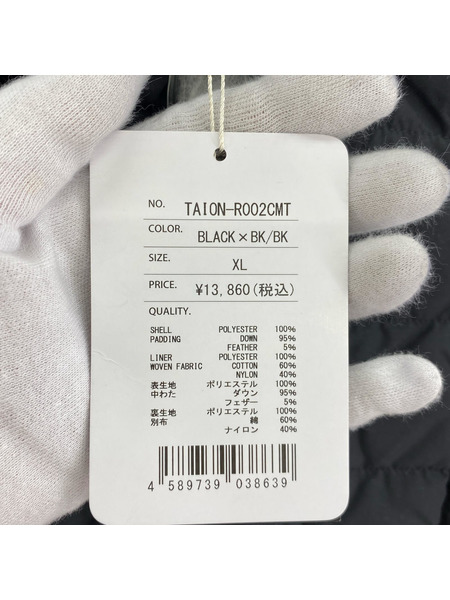 NO. TAION-R002CMT
COLOR. BLACK×BK/BK
SIZE. XL
PRICE. ¥13,860(税込)
QUALITY.
SHELL POLYESTER 100%
PADDING DOWN 95%
FEATHER 5%
LINER POLYESTER 100%
WOVEN FABRIC COTTON 60%
NYLON 40%
表生地 ポリエステル 100%
中わた ダウン 95%
フェザー 5%
裏生地 ポリエステル 100%
別布 綿 60%
ナイロン 40%
4 589739 038639